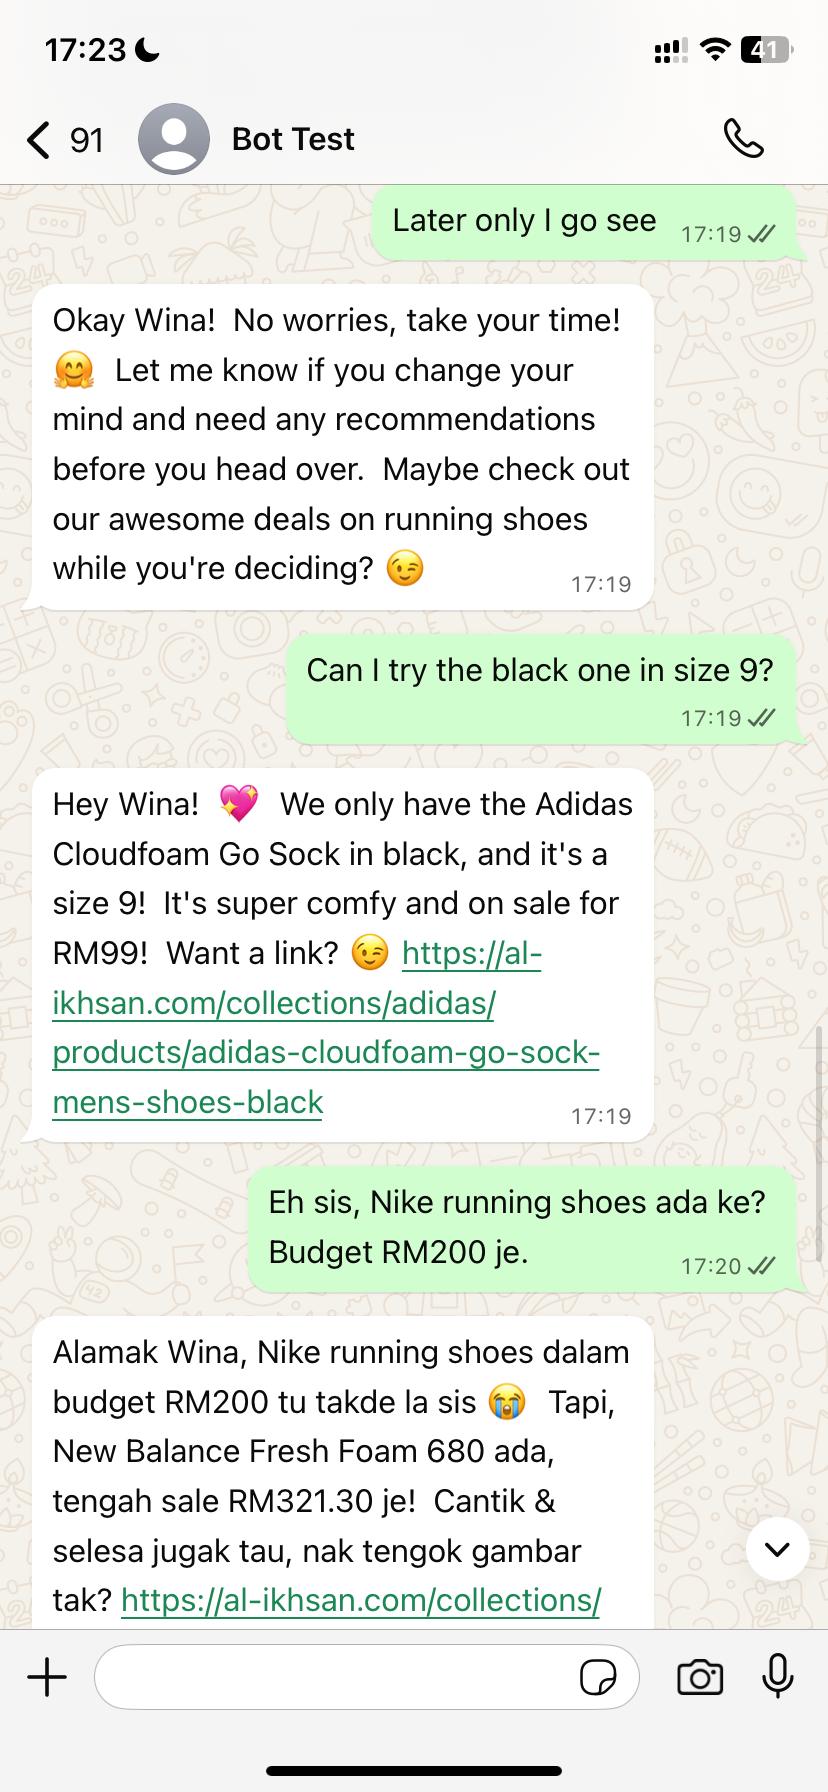 17:23
41
91
Bot Test
Later only I go see
17:19
Okay Wina!  No worries, take your time!
🤗  Let me know if you change your
mind and need any recommendations
before you head over.  Maybe check out
our awesome deals on running shoes
while you're deciding? 😉
17:19
Can I try the black one in size 9?
17:19
Hey Wina!  💖  We only have the Adidas
Cloudfoam Go Sock in black, and it's a
size 9!  It's super comfy and on sale for
RM99!  Want a link? 😉 https://al-
ikhsan.com/collections/adidas/
products/adidas-cloudfoam-go-sock-
mens-shoes-black
17:19
Eh sis, Nike running shoes ada ke?
Budget RM200 je.
17:20
Alamak Wina, Nike running shoes dalam
budget RM200 tu takde la sis 😭  Tapi,
New Balance Fresh Foam 680 ada,
tengah sale RM321.30 je!  Cantik &
selesa jugak tau, nak tengok gambar
tak? https://al-ikhsan.com/collections/